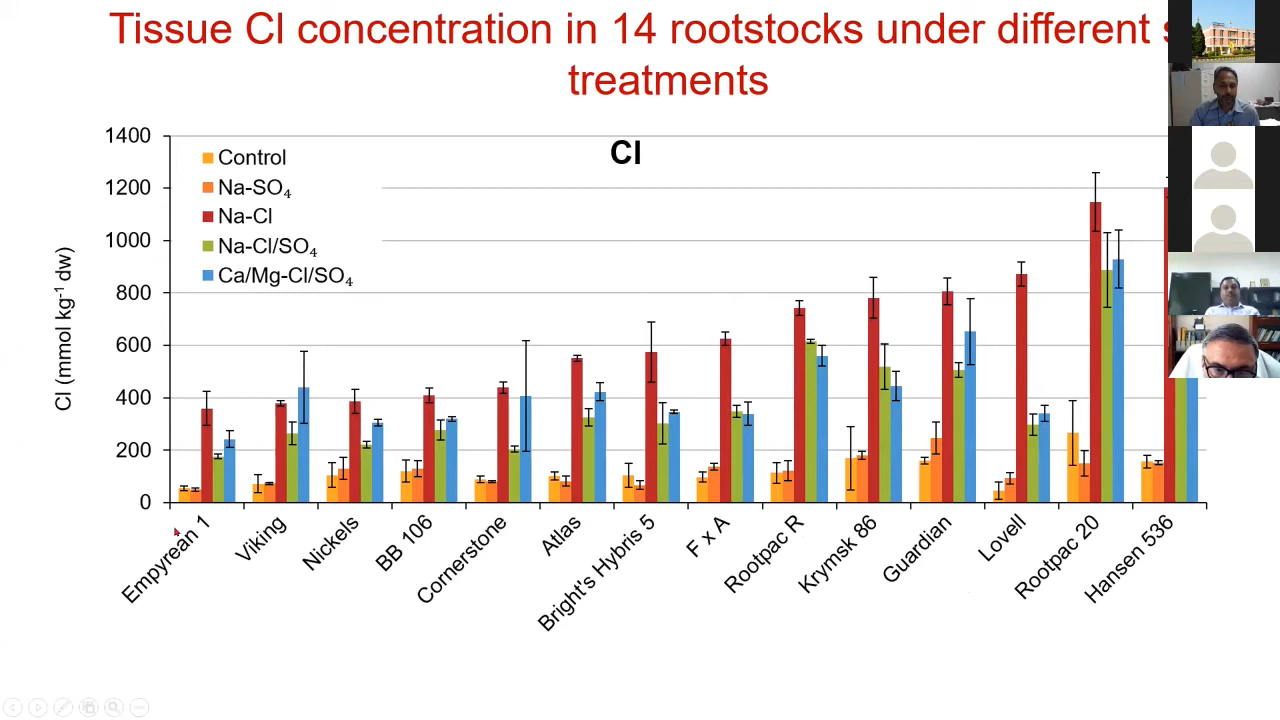 Tissue Cl concentration in 14 rootstocks under different
treatments
Cl
Control
Na-SO₄
Na-Cl
Na-Cl/SO₄
Ca/Mg-Cl/SO₄
Cl (mmol kg⁻¹ dw)
1400
1200
1000
800
600
400
200
0
Empyrean 1
Viking
Nickels
BB 106
Cornerstone
Atlas
Bright's Hybris 5
F x A
Rootpac R
Krymsk 86
Guardian
Lovell
Rootpac 20
Hansen 536